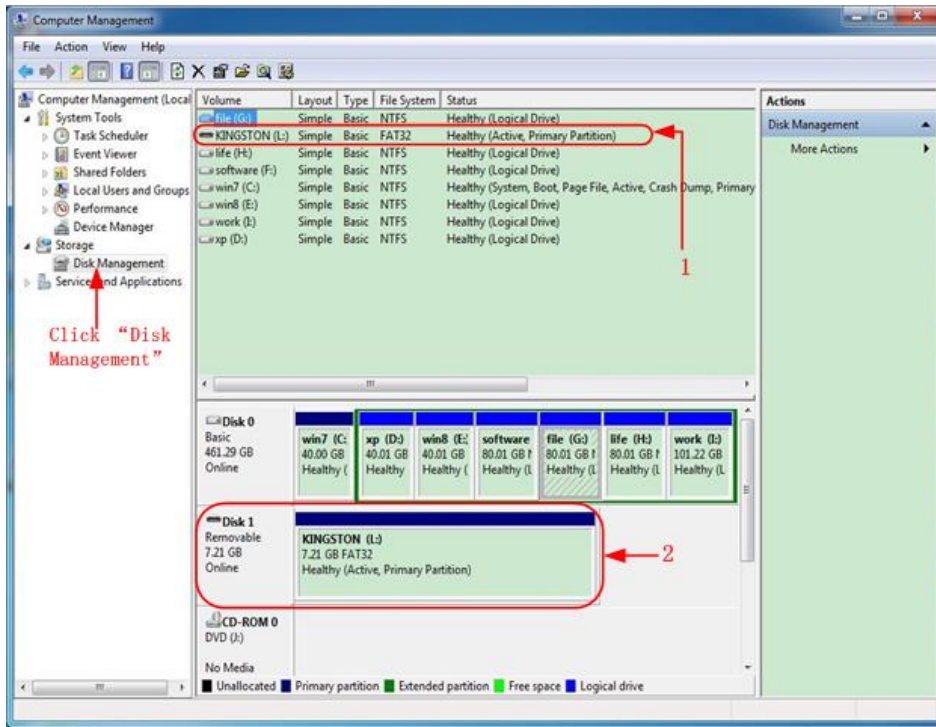 Computer Management
File Action View Help
Computer Management (Local
System Tools
Task Scheduler
Event Viewer
Shared Folders
Local Users and Groups
Performance
Device Manager
Storage
Disk Management
Services and Applications
Click “Disk
Management”
Volume Layout Type File System Status
file (G:) Simple Basic NTFS Healthy (Logical Drive)
KINGSTON (L:) Simple Basic FAT32 Healthy (Active, Primary Partition)
life (H:) Simple Basic NTFS Healthy (Logical Drive)
software (F:) Simple Basic NTFS Healthy (Logical Drive)
win7 (C:) Simple Basic NTFS Healthy (System, Boot, Page File, Active, Crash Dump, Primary
win8 (E:) Simple Basic NTFS Healthy (Logical Drive)
work (I:) Simple Basic NTFS Healthy (Logical Drive)
xp (D:) Simple Basic NTFS Healthy (Logical Drive)
1
Actions
Disk Management
More Actions
Disk 0
Basic
461.29 GB
Online
win7 (C: xp (D:) win8 (E: software file (G:) life (H:) work (I:)
40.00 GB 40.01 GB 40.01 GB 80.01 GB 80.01 GB 80.01 GB 101.22 GB
Healthy ( Healthy Healthy ( Healthy (L Healthy (L Healthy (L Healthy (L
Disk 1
Removable
7.21 GB
Online
KINGSTON (L:)
7.21 GB FAT32
Healthy (Active, Primary Partition)
2
CD-ROM 0
DVD (J:)
No Media
Unallocated Primary partition Extended partition Free space Logical drive